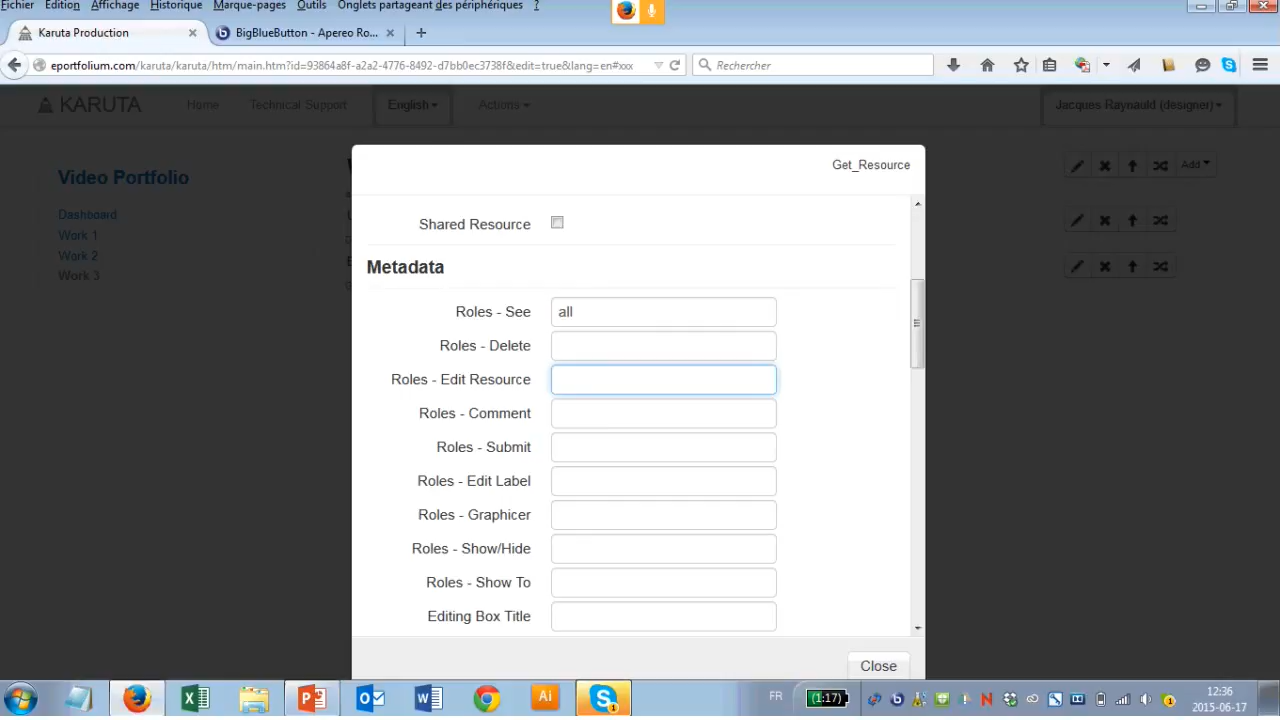 Fichier Edition Affichage Historique Marque-pages Outils Onglets partageant des périphériques ?
Karuta Production
BigBlueButton - Apereo Ro...
eportfolium.com/karuta/karuta/htm/main.htm?id=93864a8f-a2a2-4776-8492-d7bb0ec3738f&edit=true&lang=en#xxx
Rechercher
KARUTA Home Technical Support English Actions Jacques Raynauld (designer)
Get_Resource
Video Portfolio
Add
Dashboard
Work 1
Work 2
Work 3
Shared Resource
Metadata
Roles - See all
Roles - Delete
Roles - Edit Resource
Roles - Comment
Roles - Submit
Roles - Edit Label
Roles - Graphicer
Roles - Show/Hide
Roles - Show To
Editing Box Title
Close
FR (1:17) 12:36
2015-06-17